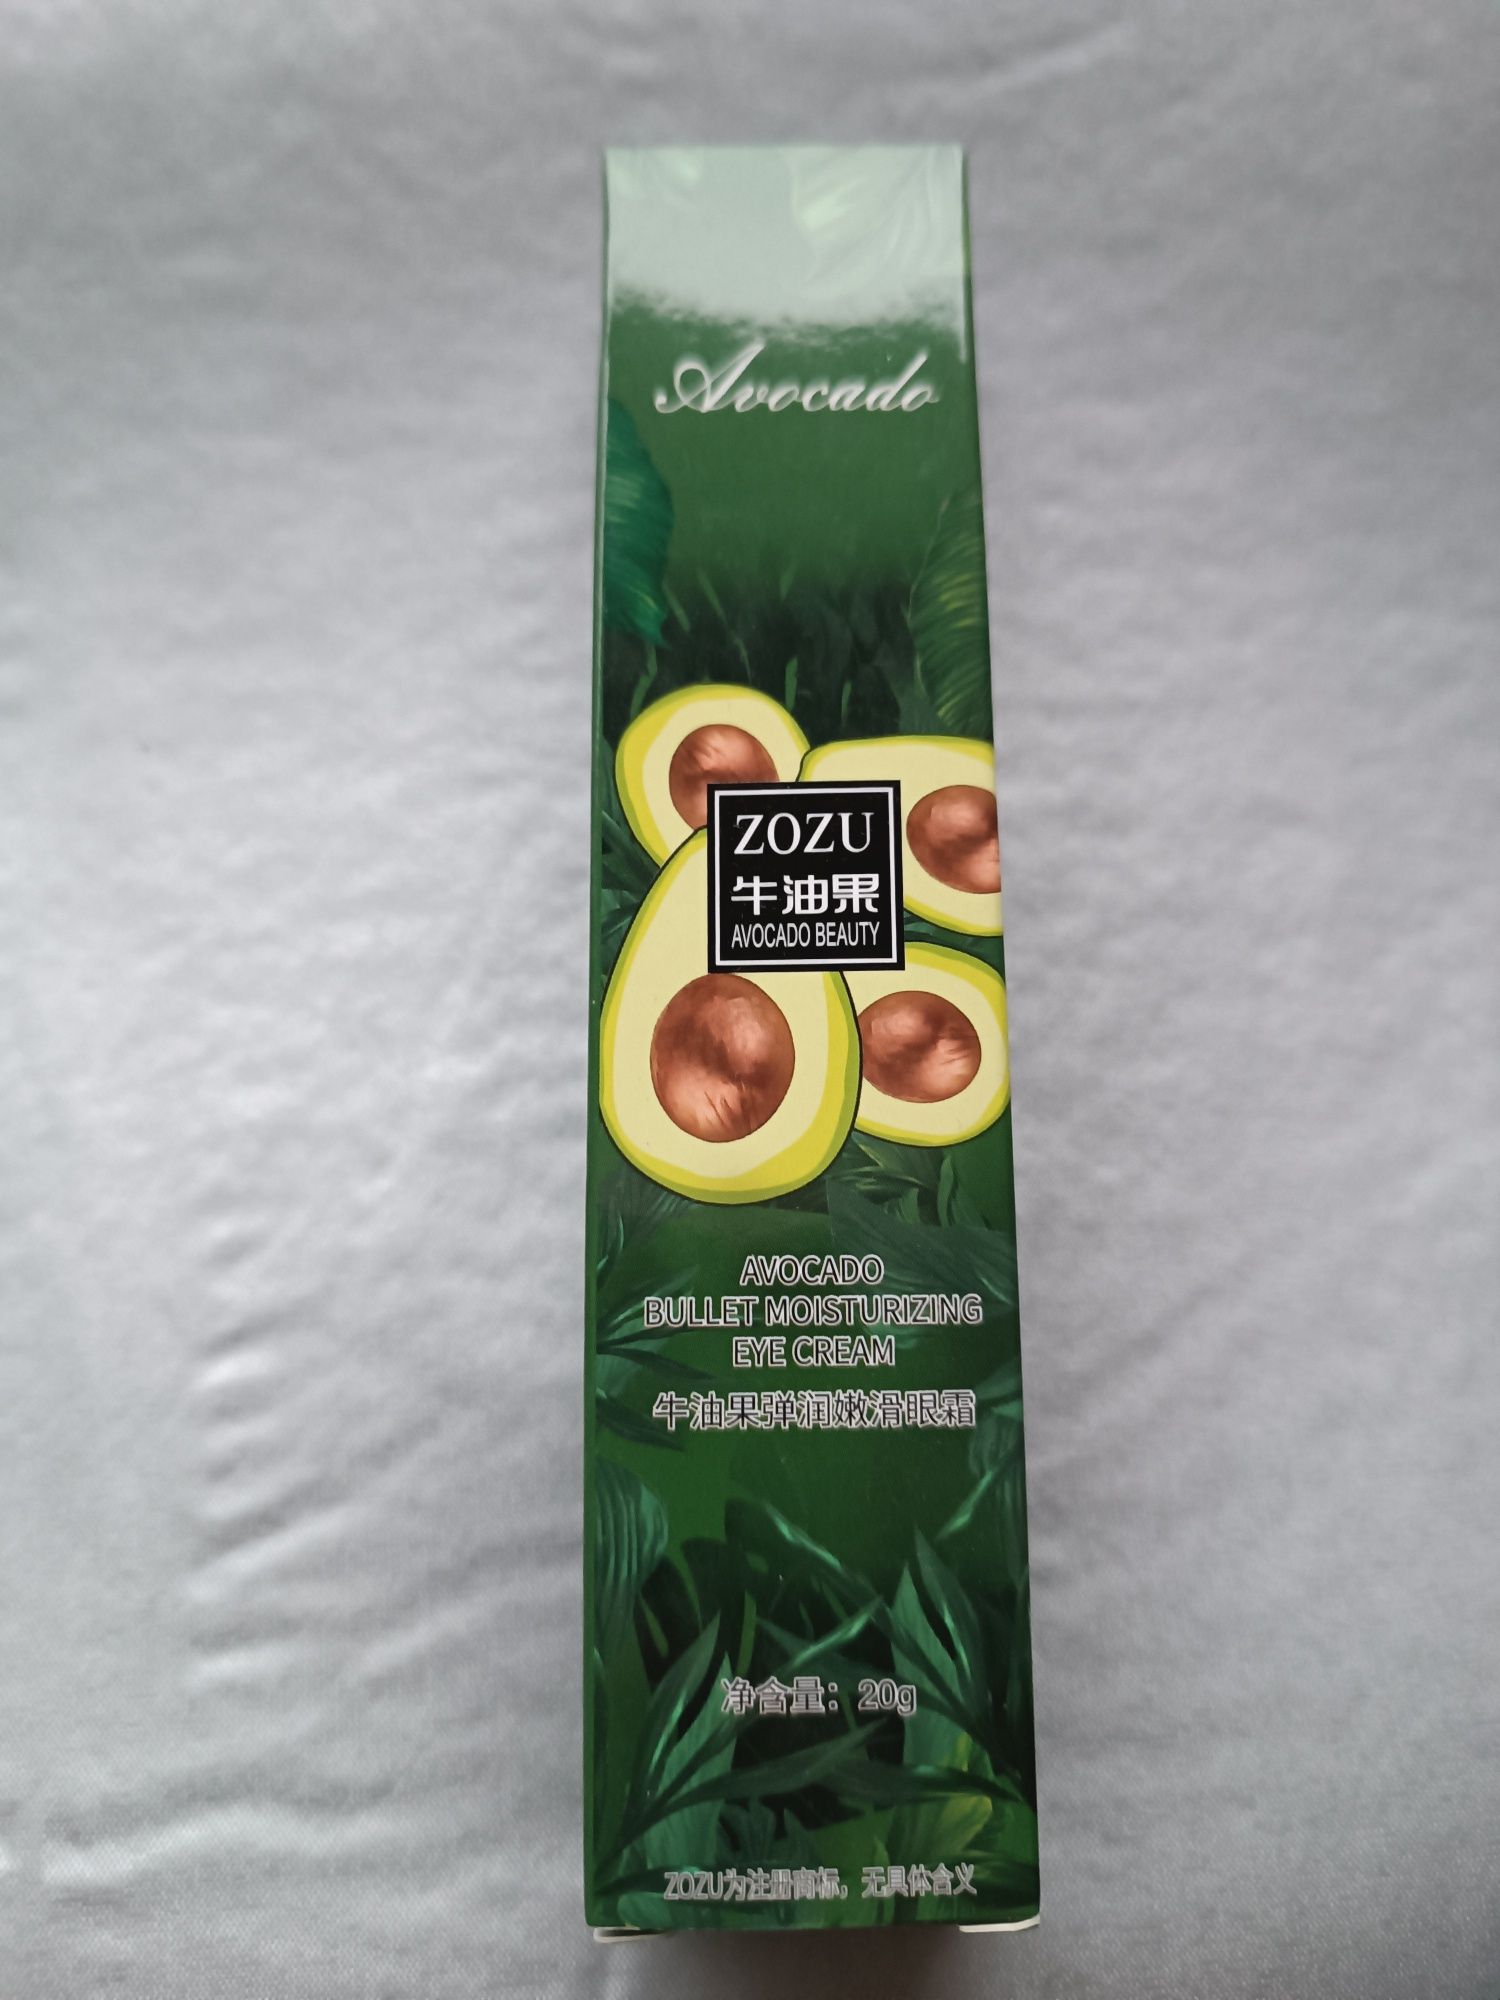 Avocado
ZOZU
牛油果
AVOCADO BEAUTY
AVOCADO
BULLET MOISTURIZING
EYE CREAM
牛油果弹润嫩滑眼霜
净含量：20g
ZOZU为注册商标，无具体含义